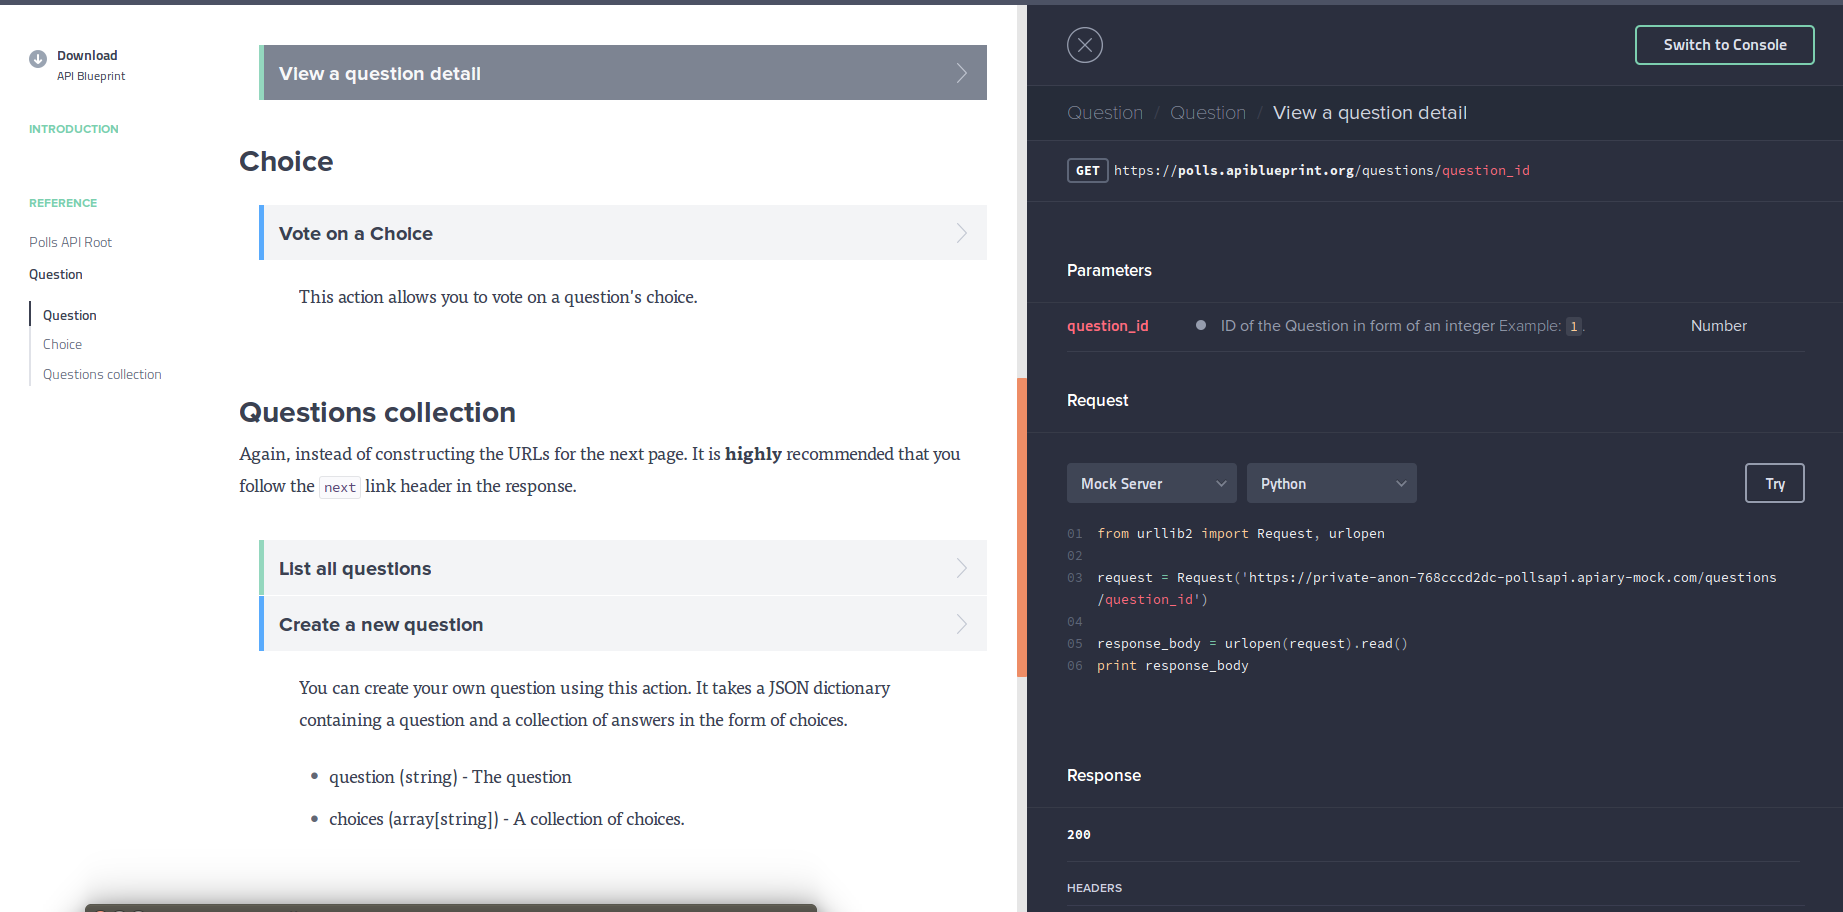 Download
API Blueprint
INTRODUCTION
REFERENCE
Polls API Root
Question
Question
Choice
Questions collection
View a question detail
Choice
Vote on a Choice
This action allows you to vote on a question's choice.
Questions collection
Again, instead of constructing the URLs for the next page. It is highly recommended that you
follow the next link header in the response.
List all questions
Create a new question
You can create your own question using this action. It takes a JSON dictionary
containing a question and a collection of answers in the form of choices.
• question (string) - The question
• choices (array[string]) - A collection of choices.
Switch to Console
Question / Question / View a question detail
GET https://polls.apiblueprint.org/questions/question_id
Parameters
question_id ID of the Question in form of an integer Example: 1. Number
Request
Mock Server Python Try
01 from urllib2 import Request, urlopen
02
03 request = Request('https://private-anon-768cccd2dc-pollsapi.apiary-mock.com/questions
/question_id')
04
05 response_body = urlopen(request).read()
06 print response_body
Response
200
HEADERS